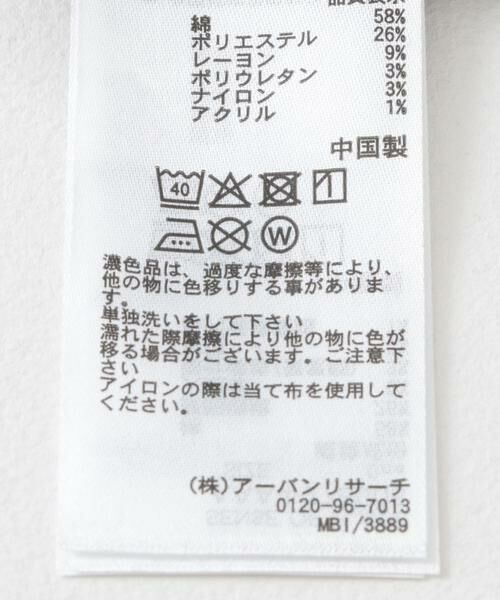 品質表示
綿 58%
ポリエステル 26%
レーヨン 9%
ポリウレタン 3%
ナイロン 3%
アクリル 1%
中国製
40
W
濃色品は、過度な摩擦等により、
他の物に色移りする事がありま
す。
単独洗いをして下さい
濡れた際摩擦により他の物に色が
移る場合がございます。ご注意下
さい
アイロンの際は当て布を使用して
ください。
(株)アーバンリサーチ
0120-96-7013
MBI/3889